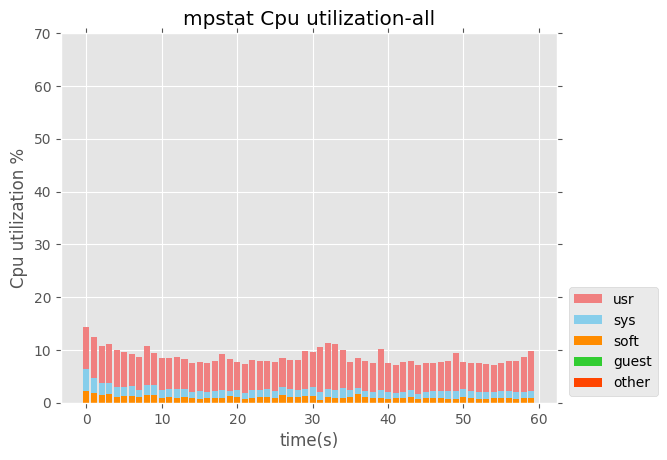 mpstat Cpu utilization-all
70
60
50
40
30
20
10
0
Cpu utilization %
0 10 20 30 40 50 60
time(s)
usr
sys
soft
guest
other